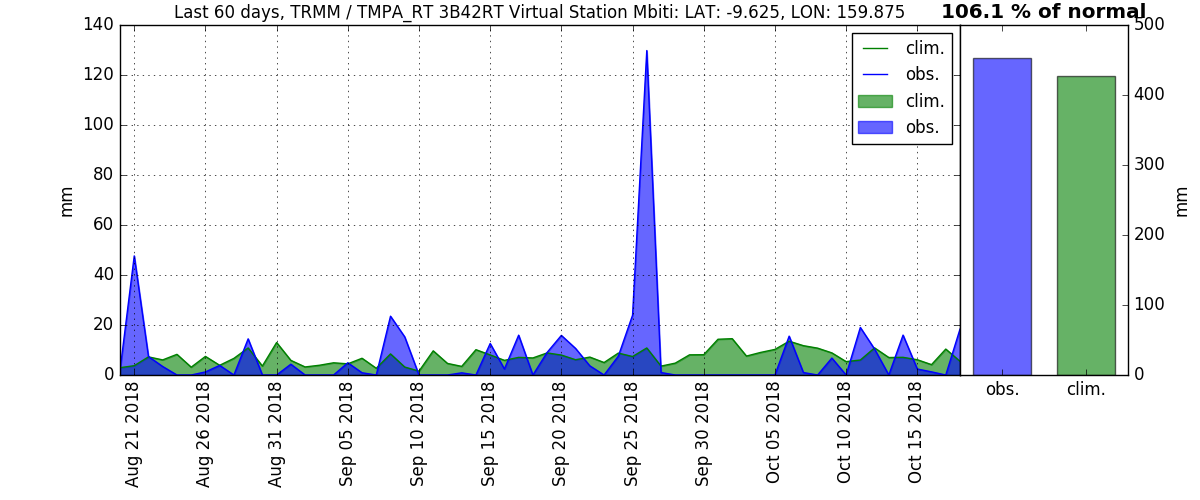 Last 60 days, TRMM / TMPA_RT 3B42RT Virtual Station Mbiti: LAT: -9.625, LON: 159.875
106.1 % of normal
140
120
100
80
60
40
20
0
mm
clim.
obs.
clim.
obs.
Aug 21 2018
Aug 26 2018
Aug 31 2018
Sep 05 2018
Sep 10 2018
Sep 15 2018
Sep 20 2018
Sep 25 2018
Sep 30 2018
Oct 05 2018
Oct 10 2018
Oct 15 2018
500
400
300
200
100
0
mm
obs.
clim.